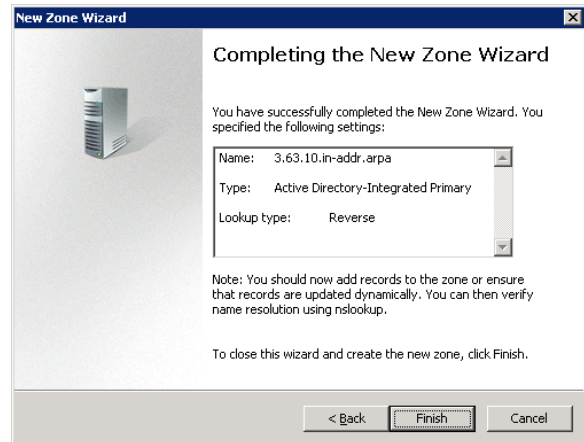 New Zone Wizard
Completing the New Zone Wizard
You have successfully completed the New Zone Wizard. You
specified the following settings:
Name: 3.63.10.in-addr.arpa
Type: Active Directory-Integrated Primary
Lookup type: Reverse
Note: You should now add records to the zone or ensure
that records are updated dynamically. You can then verify
name resolution using nslookup.
To close this wizard and create the new zone, click Finish.
< Back Finish Cancel